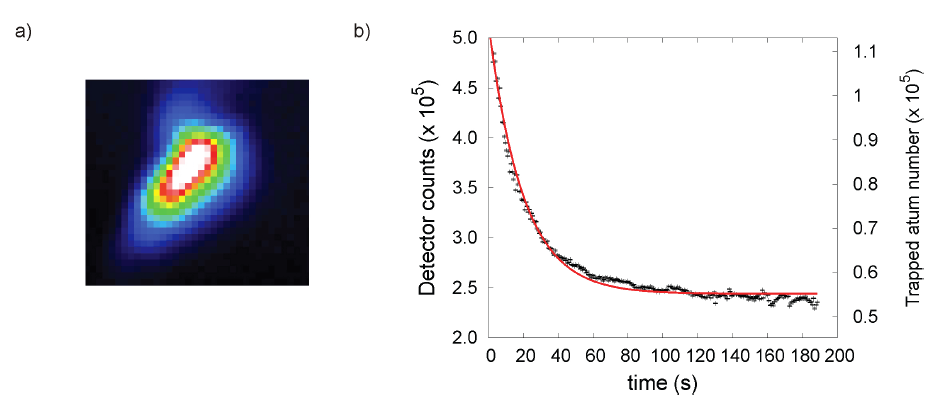 a)
b)
5.0
4.5
4.0
3.5
3.0
2.5
2.0
Detector counts (x 10⁵)
0 20 40 60 80 100 120 140 160 180 200
time (s)
1.1
1
0.9
0.8
0.7
0.6
0.5
Trapped atum number (x 10⁵)